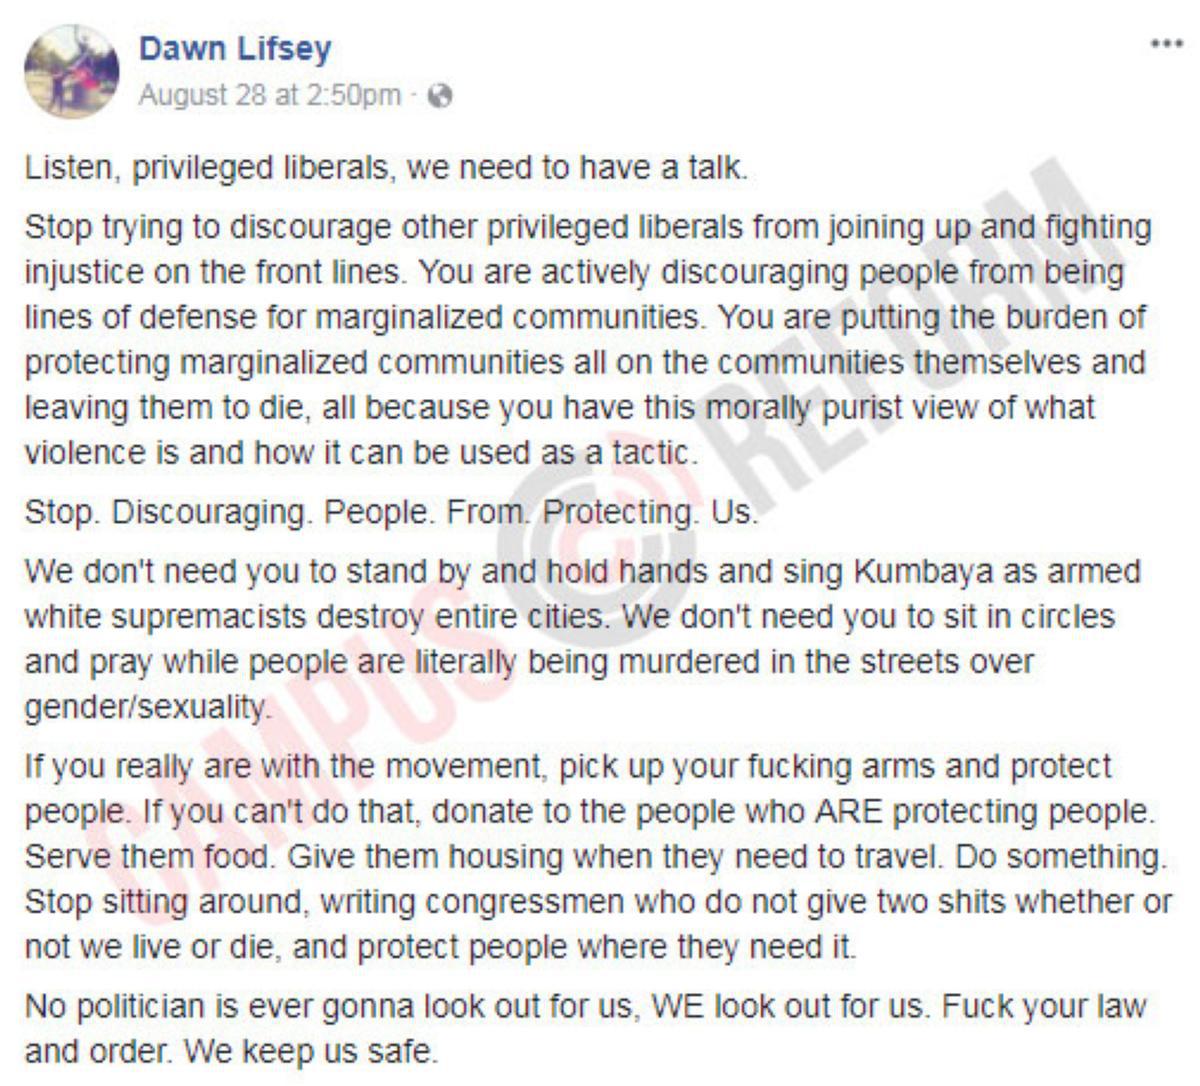 Dawn Lifsey
August 28 at 2:50pm ·
Listen, privileged liberals, we need to have a talk.
Stop trying to discourage other privileged liberals from joining up and fighting
injustice on the front lines. You are actively discouraging people from being
lines of defense for marginalized communities. You are putting the burden of
protecting marginalized communities all on the communities themselves and
leaving them to die, all because you have this morally purist view of what
violence is and how it can be used as a tactic.
Stop. Discouraging. People. From. Protecting. Us.
We don't need you to stand by and hold hands and sing Kumbaya as armed
white supremacists destroy entire cities. We don't need you to sit in circles
and pray while people are literally being murdered in the streets over
gender/sexuality.
If you really are with the movement, pick up your fucking arms and protect
people. If you can't do that, donate to the people who ARE protecting people.
Serve them food. Give them housing when they need to travel. Do something.
Stop sitting around, writing congressmen who do not give two shits whether or
not we live or die, and protect people where they need it.
No politician is ever gonna look out for us, WE look out for us. Fuck your law
and order. We keep us safe.
CAMPUS REFORM